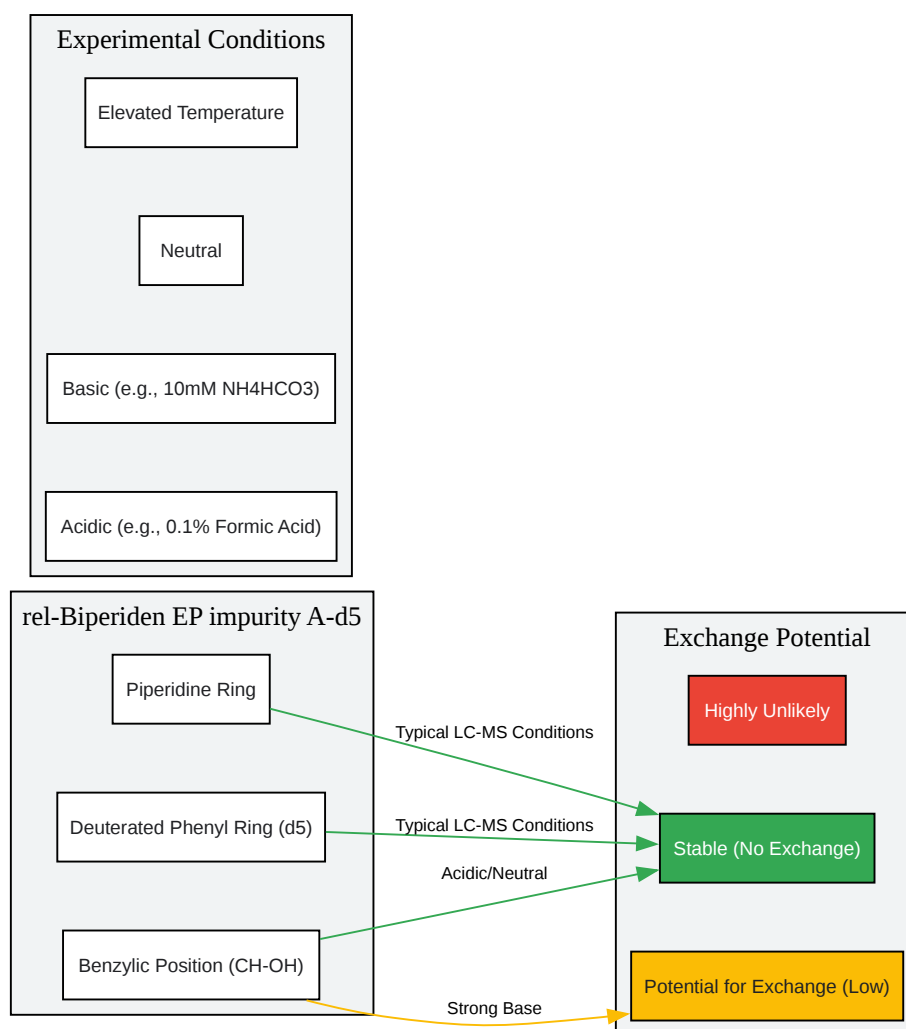 Experimental Conditions
Elevated Temperature
Neutral
Basic (e.g., 10mM NH4HCO3)
Acidic (e.g., 0.1% Formic Acid)
rel-Biperiden EP impurity A-d5
Piperidine Ring
Deuterated Phenyl Ring (d5)
Benzylic Position (CH-OH)
Typical LC-MS Conditions
Typical LC-MS Conditions
Acidic/Neutral
Strong Base
Exchange Potential
Highly Unlikely
Stable (No Exchange)
Potential for Exchange (Low)